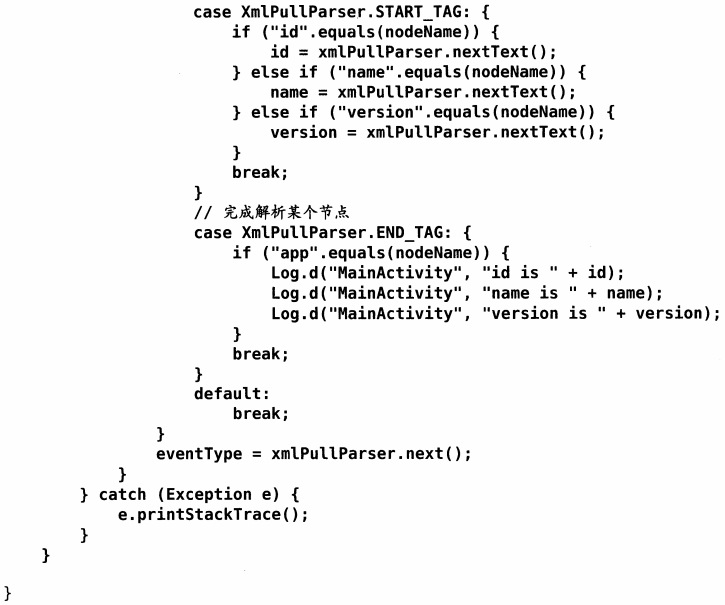 case XmlPullParser.START_TAG: {
if ("id".equals(nodeName)) {
id = xmlPullParser.nextText();
} else if ("name".equals(nodeName)) {
name = xmlPullParser.nextText();
} else if ("version".equals(nodeName)) {
version = xmlPullParser.nextText();
}
break;
}
// 完成解析某个节点
case XmlPullParser.END_TAG: {
if ("app".equals(nodeName)) {
Log.d("MainActivity", "id is " + id);
Log.d("MainActivity", "name is " + name);
Log.d("MainActivity", "version is " + version);
}
break;
}
default:
break;
}
eventType = xmlPullParser.next();
}
} catch (Exception e) {
e.printStackTrace();
}
}
}